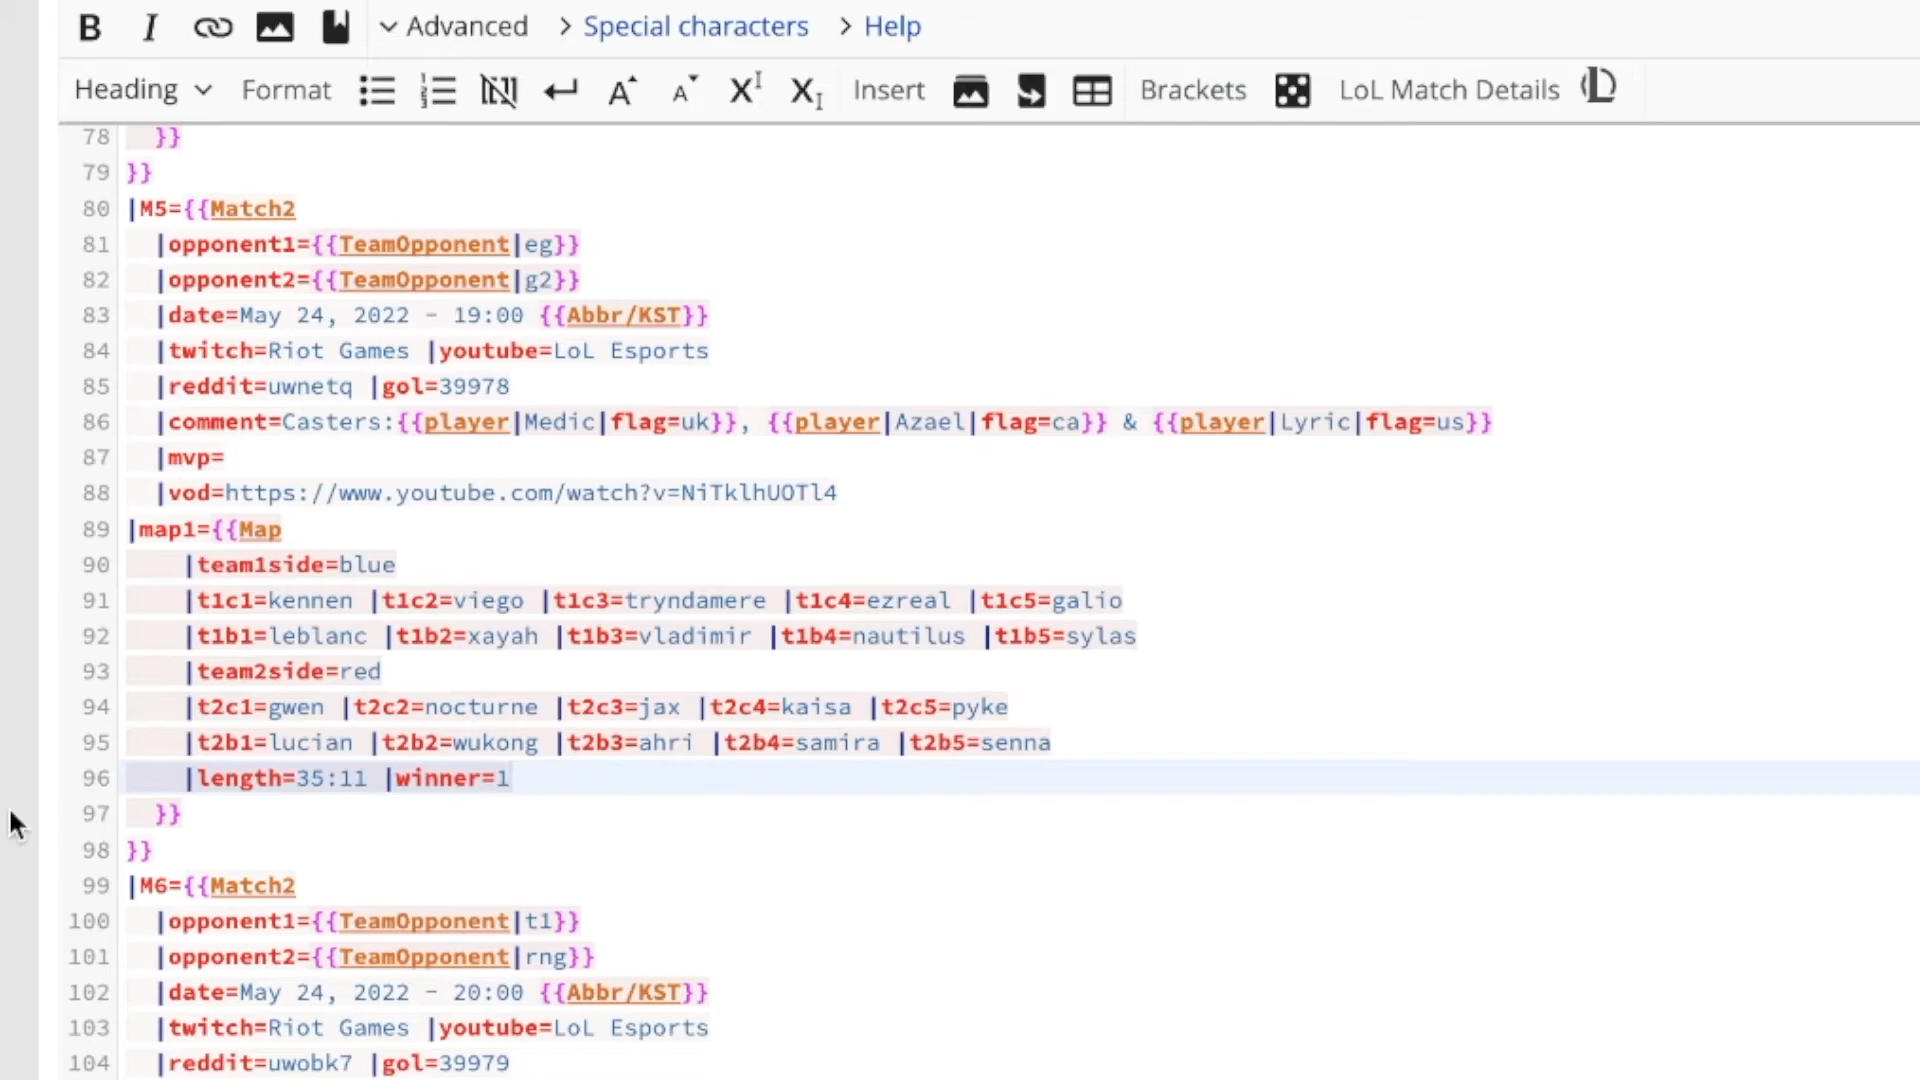 B I Advanced Special characters Help
Heading Format Insert Brackets LoL Match Details
78 }}
79 }}
80 |M5={{Match2
81 |opponent1={{TeamOpponent|eg}}
82 |opponent2={{TeamOpponent|g2}}
83 |date=May 24, 2022 - 19:00 {{Abbr/KST}}
84 |twitch=Riot Games |youtube=LoL Esports
85 |reddit=uwnetq |gol=39978
86 |comment=Casters:{{player|Medic|flag=uk}}, {{player|Azael|flag=ca}} & {{player|Lyric|flag=us}}
87 |mvp=
88 |vod=https://www.youtube.com/watch?v=NiTklhUOTl4
89 |map1={{Map
90 |team1side=blue
91 |t1c1=kennen |t1c2=viego |t1c3=tryndamere |t1c4=ezreal |t1c5=galio
92 |t1b1=leblanc |t1b2=xayah |t1b3=vladimir |t1b4=nautilus |t1b5=sylas
93 |team2side=red
94 |t2c1=gwen |t2c2=nocturne |t2c3=jax |t2c4=kaisa |t2c5=pyke
95 |t2b1=lucian |t2b2=wukong |t2b3=ahri |t2b4=samira |t2b5=senna
96 |length=35:11 |winner=1
97 }}
98 }}
99 |M6={{Match2
100 |opponent1={{TeamOpponent|t1}}
101 |opponent2={{TeamOpponent|rng}}
102 |date=May 24, 2022 - 20:00 {{Abbr/KST}}
103 |twitch=Riot Games |youtube=LoL Esports
104 |reddit=uwobk7 |gol=39979